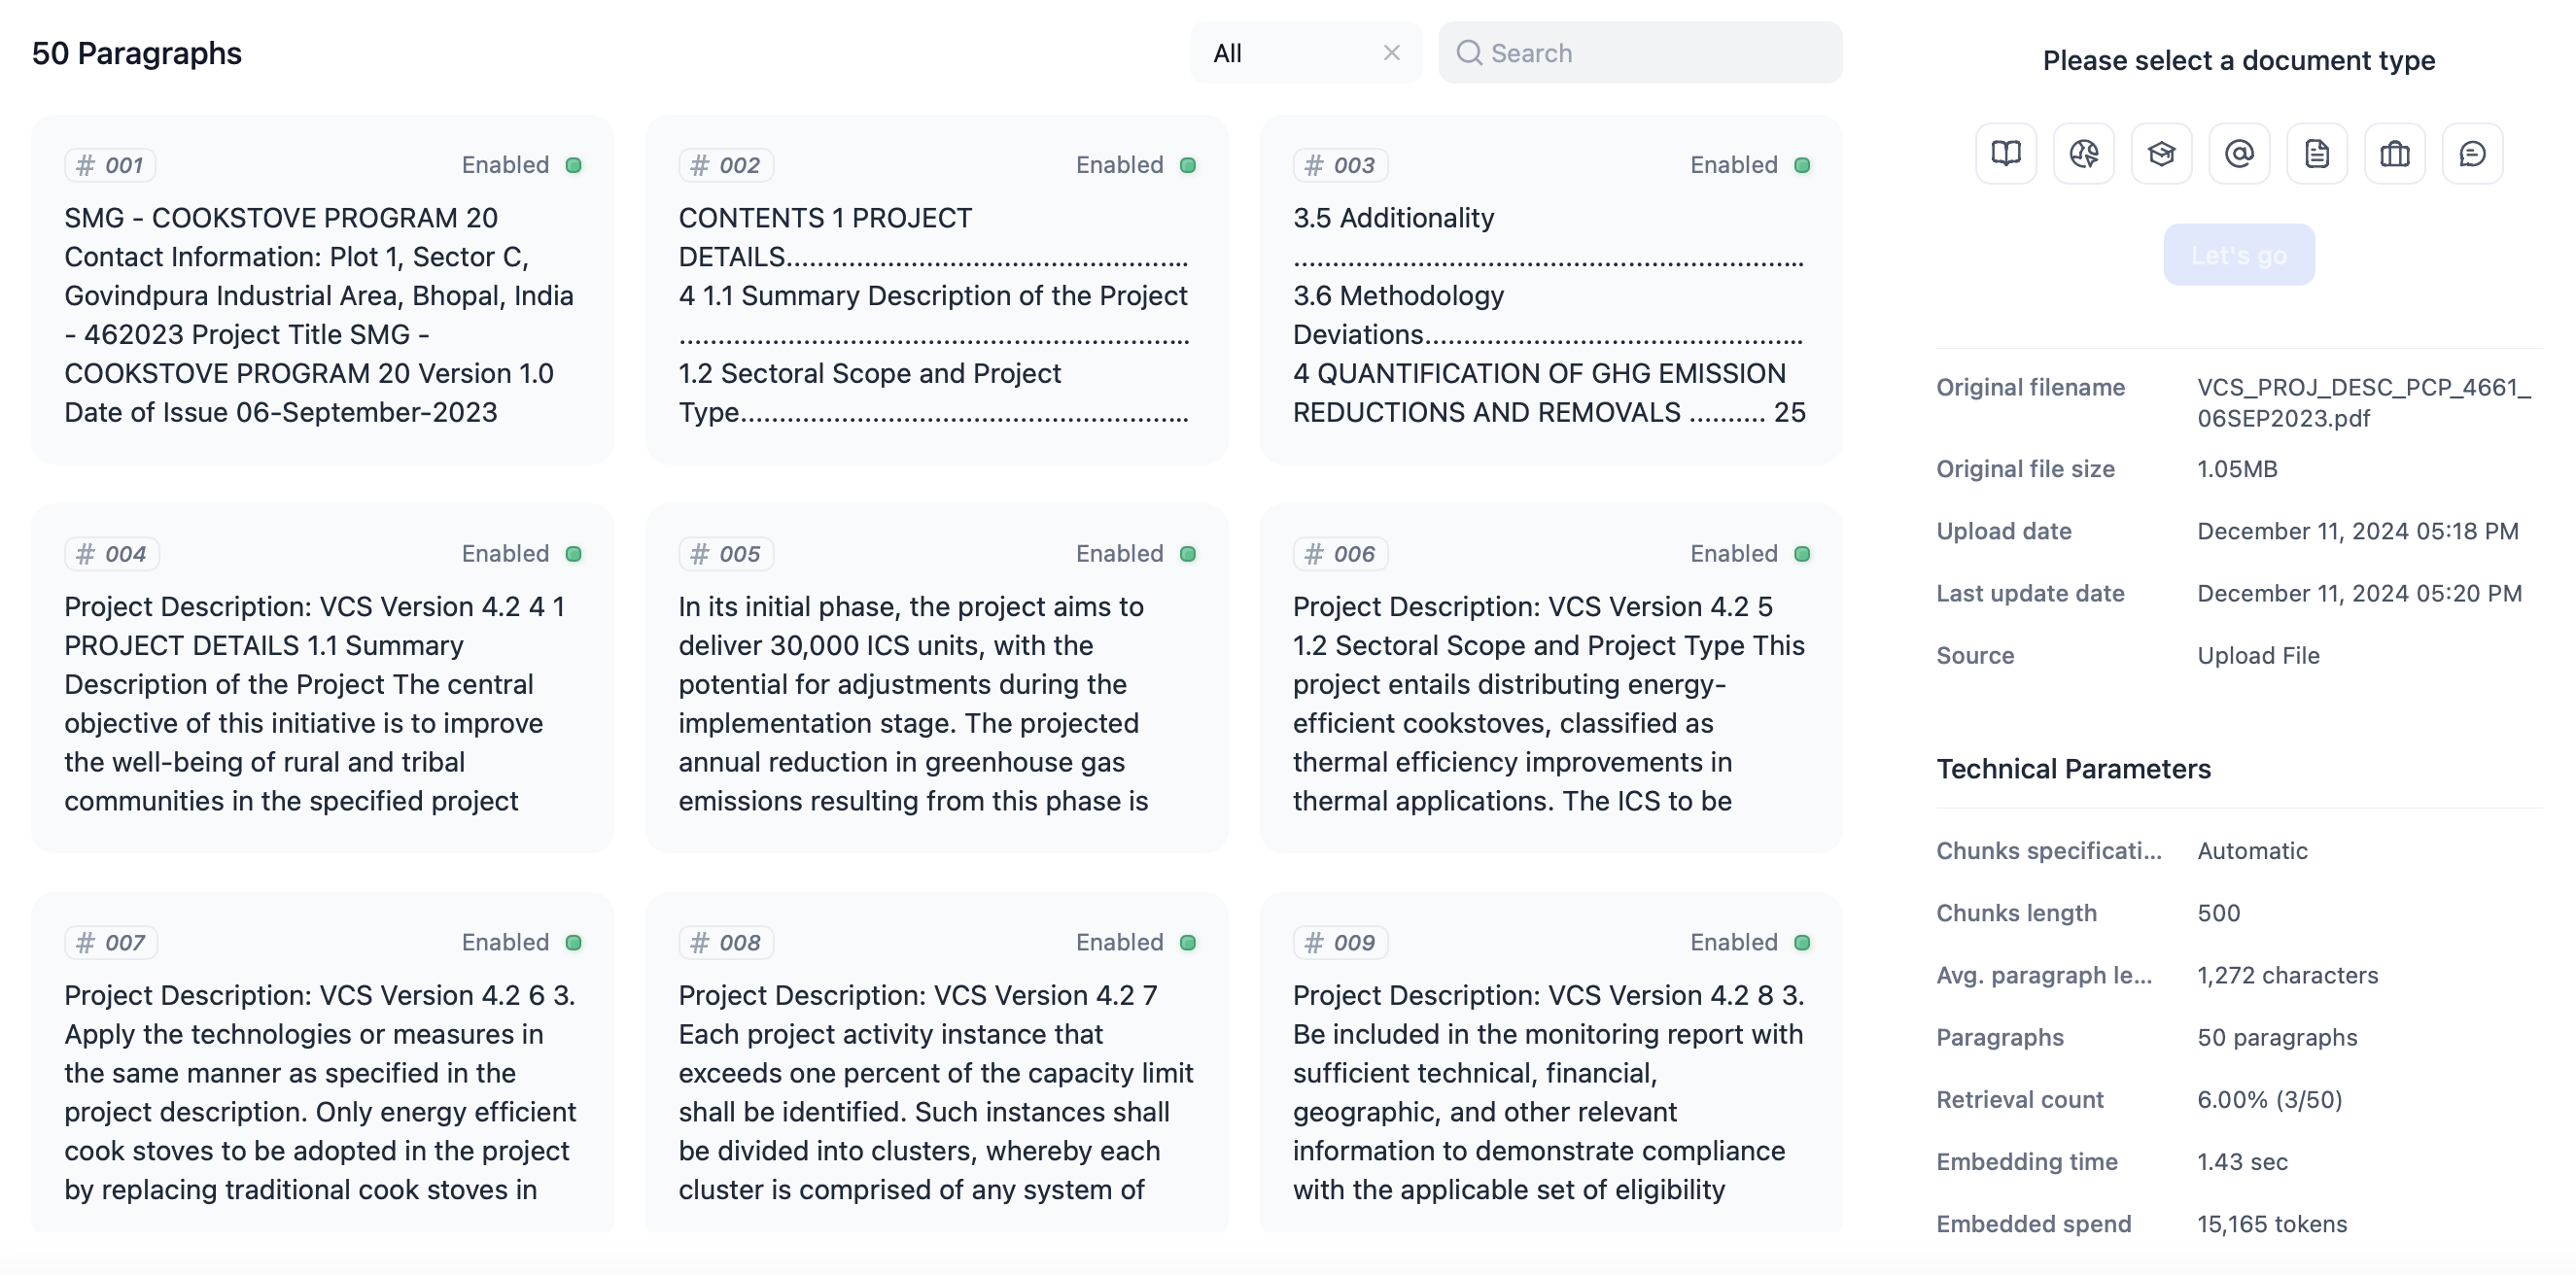 50 Paragraphs
All
Search
# 001
Enabled
SMG - COOKSTOVE PROGRAM 20
Contact Information: Plot 1, Sector C,
Govindpura Industrial Area, Bhopal, India
- 462023 Project Title SMG -
COOKSTOVE PROGRAM 20 Version 1.0
Date of Issue 06-September-2023
# 002
Enabled
CONTENTS 1 PROJECT
DETAILS....................................................
4 1.1 Summary Description of the Project
..................................................................
1.2 Sectoral Scope and Project
Type..........................................................
# 003
Enabled
3.5 Additionality
..................................................................
3.6 Methodology
Deviations.................................................
4 QUANTIFICATION OF GHG EMISSION
REDUCTIONS AND REMOVALS .......... 25
# 004
Enabled
Project Description: VCS Version 4.2 4 1
PROJECT DETAILS 1.1 Summary
Description of the Project The central
objective of this initiative is to improve
the well-being of rural and tribal
communities in the specified project
# 005
Enabled
In its initial phase, the project aims to
deliver 30,000 ICS units, with the
potential for adjustments during the
implementation stage. The projected
annual reduction in greenhouse gas
emissions resulting from this phase is
# 006
Enabled
Project Description: VCS Version 4.2 5
1.2 Sectoral Scope and Project Type This
project entails distributing energy-
efficient cookstoves, classified as
thermal efficiency improvements in
thermal applications. The ICS to be
# 007
Enabled
Project Description: VCS Version 4.2 6 3.
Apply the technologies or measures in
the same manner as specified in the
project description. Only energy efficient
cook stoves to be adopted in the project
by replacing traditional cook stoves in
# 008
Enabled
Project Description: VCS Version 4.2 7
Each project activity instance that
exceeds one percent of the capacity limit
shall be identified. Such instances shall
be divided into clusters, whereby each
cluster is comprised of any system of
# 009
Enabled
Project Description: VCS Version 4.2 8 3.
Be included in the monitoring report with
sufficient technical, financial,
geographic, and other relevant
information to demonstrate compliance
with the applicable set of eligibility
Please select a document type
Let's go
Original filename
VCS_PROJ_DESC_PCP_4661_
06SEP2023.pdf
Original file size
1.05MB
Upload date
December 11, 2024 05:18 PM
Last update date
December 11, 2024 05:20 PM
Source
Upload File
Technical Parameters
Chunks specificati...
Automatic
Chunks length
500
Avg. paragraph le...
1,272 characters
Paragraphs
50 paragraphs
Retrieval count
6.00% (3/50)
Embedding time
1.43 sec
Embedded spend
15,165 tokens